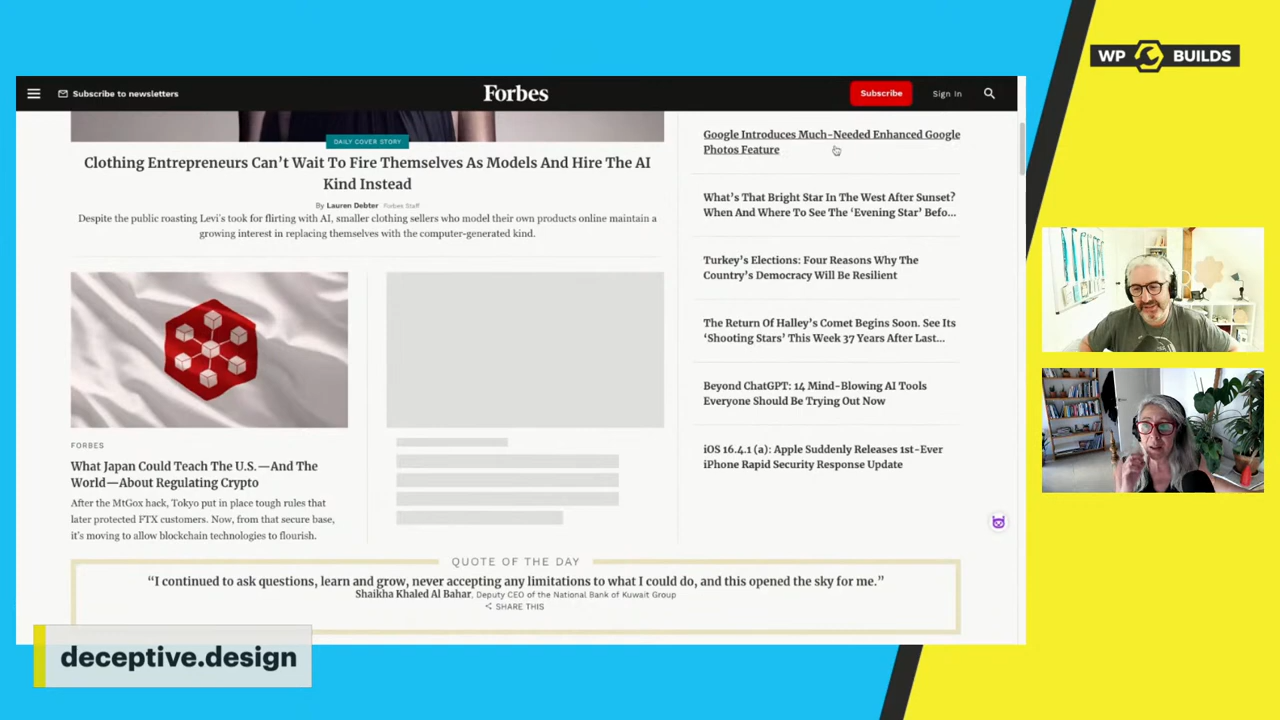 WP BUILDS
Subscribe to newsletters
Forbes
Subscribe
Sign In
DAILY COVER STORY
Clothing Entrepreneurs Can’t Wait To Fire Themselves As Models And Hire The AI
Kind Instead
By Lauren Debter Forbes Staff
Despite the public roasting Levi’s took for flirting with AI, smaller clothing sellers who model their own products online maintain a
growing interest in replacing themselves with the computer-generated kind.
FORBES
What Japan Could Teach The U.S.—And The
World—About Regulating Crypto
After the MtGox hack, Tokyo put in place tough rules that
later protected FTX customers. Now, from that secure base,
it’s moving to allow blockchain technologies to flourish.
Google Introduces Much-Needed Enhanced Google
Photos Feature
What’s That Bright Star In The West After Sunset?
When And Where To See The ‘Evening Star’ Befo...
Turkey’s Elections: Four Reasons Why The
Country’s Democracy Will Be Resilient
The Return Of Halley’s Comet Begins Soon. See Its
‘Shooting Stars’ This Week 37 Years After Last...
Beyond ChatGPT: 14 Mind-Blowing AI Tools
Everyone Should Be Trying Out Now
iOS 16.4.1 (a): Apple Suddenly Releases 1st-Ever
iPhone Rapid Security Response Update
QUOTE OF THE DAY
“I continued to ask questions, learn and grow, never accepting any limitations to what I could do, and this opened the sky for me.”
Shaikha Khaled Al Bahar, Deputy CEO of the National Bank of Kuwait Group
SHARE THIS
deceptive.design